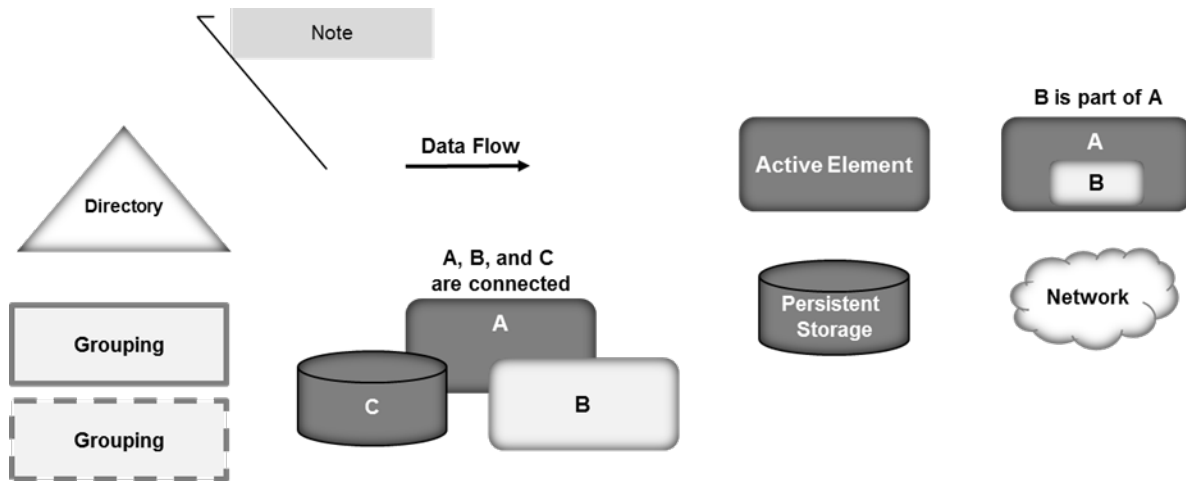 Note
Directory
Data Flow
Active Element
B is part of A
A
B
Grouping
Grouping
A, B, and C
are connected
A
B
C
Persistent
Storage
Network